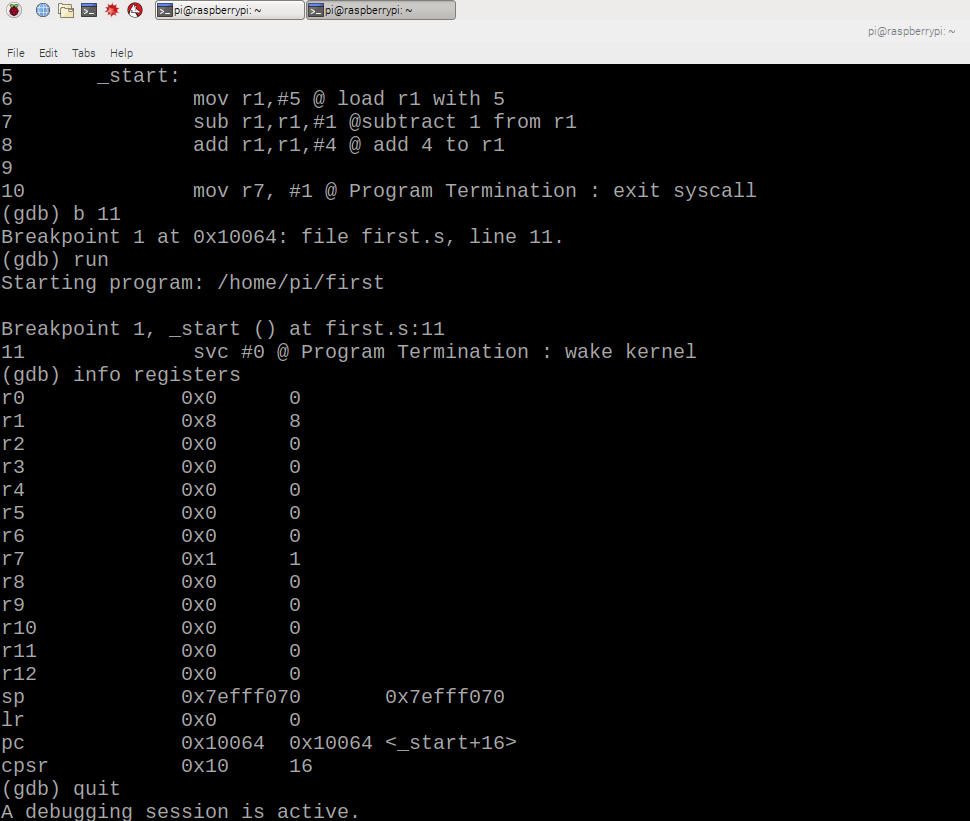 pi@raspberrypi: ~ pi@raspberrypi: ~
pi@raspberrypi: ~
File Edit Tabs Help
5       _start:
6               mov r1,#5 @ load r1 with 5
7               sub r1,r1,#1 @subtract 1 from r1
8               add r1,r1,#4 @ add 4 to r1
9
10              mov r7, #1 @ Program Termination : exit syscall
(gdb) b 11
Breakpoint 1 at 0x10064: file first.s, line 11.
(gdb) run
Starting program: /home/pi/first
Breakpoint 1, _start () at first.s:11
11              svc #0 @ Program Termination : wake kernel
(gdb) info registers
r0             0x0      0
r1             0x8      8
r2             0x0      0
r3             0x0      0
r4             0x0      0
r5             0x0      0
r6             0x0      0
r7             0x1      1
r8             0x0      0
r9             0x0      0
r10            0x0      0
r11            0x0      0
r12            0x0      0
sp             0x7efff070       0x7efff070
lr             0x0      0
pc             0x10064  0x10064 <_start+16>
cpsr           0x10     16
(gdb) quit
A debugging session is active.